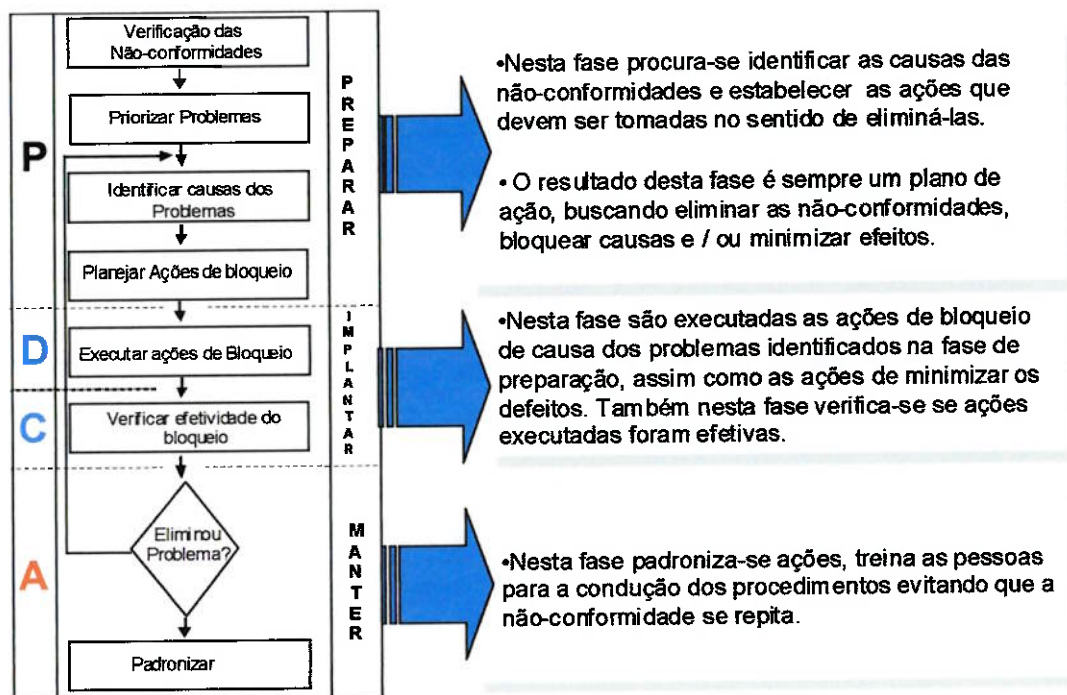 P
D
C
A
Verificação das
Não-conformidades
Priorizar Problemas
Identificar causas dos
Problemas
Planejar Ações de bloqueio
Executar ações de Bloqueio
Verificar efetividade do
bloqueio
Eliminou
Problema?
Padronizar
PREPARAR
IMPLANTAR
MANTER
•Nesta fase procura-se identificar as causas das
não-conformidades e estabelecer as ações que
devem ser tomadas no sentido de eliminá-las.
• O resultado desta fase é sempre um plano de
ação, buscando eliminar as não-conformidades,
bloquear causas e / ou minimizar efeitos.
•Nesta fase são executadas as ações de bloqueio
de causa dos problemas identificados na fase de
preparação, assim como as ações de minimizar os
defeitos. Também nesta fase verifica-se se ações
executadas foram efetivas.
•Nesta fase padroniza-se ações, treina as pessoas
para a condução dos procedimentos evitando que a
não-conformidade se repita.